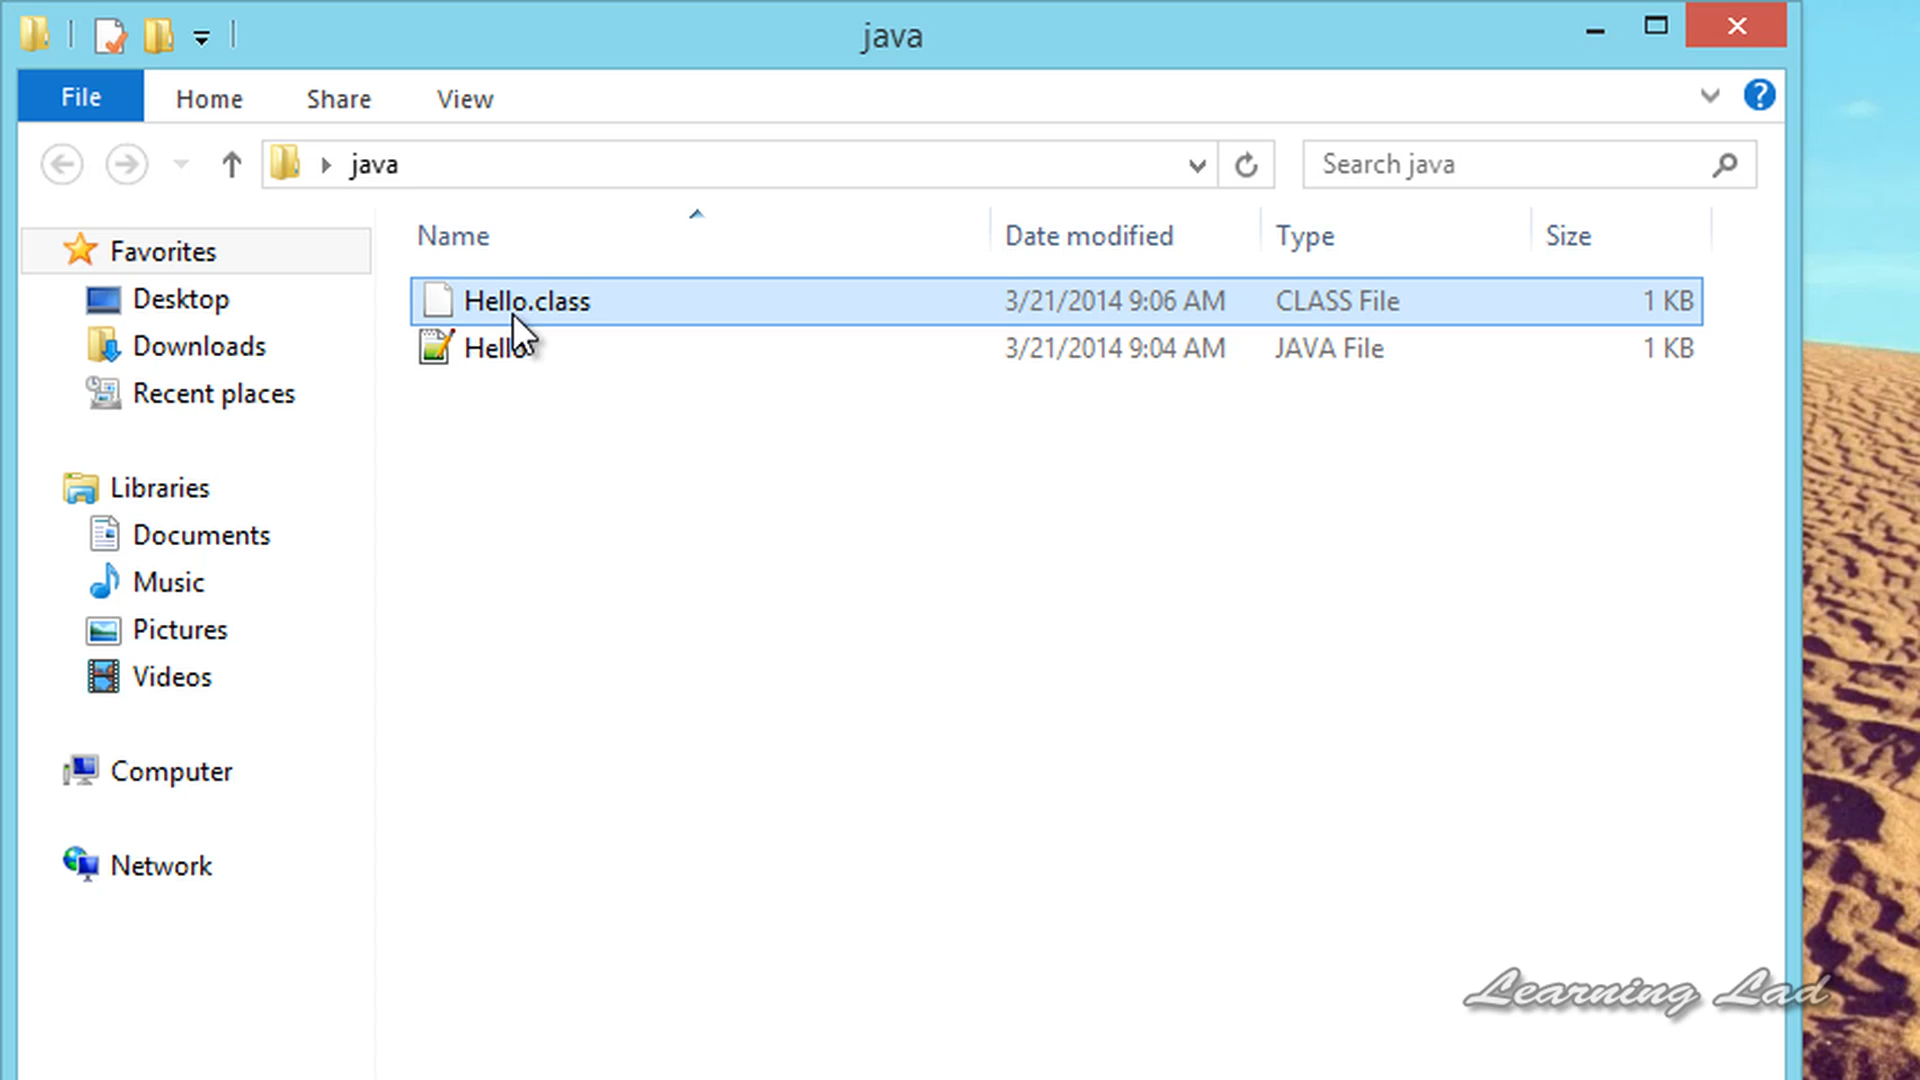 java
File Home Share View
java
Search java
Name Date modified Type Size
Favorites
Desktop
Downloads
Recent places
Libraries
Documents
Music
Pictures
Videos
Computer
Network
Hello.class 3/21/2014 9:06 AM CLASS File 1 KB
Hello 3/21/2014 9:04 AM JAVA File 1 KB
Learning Lad